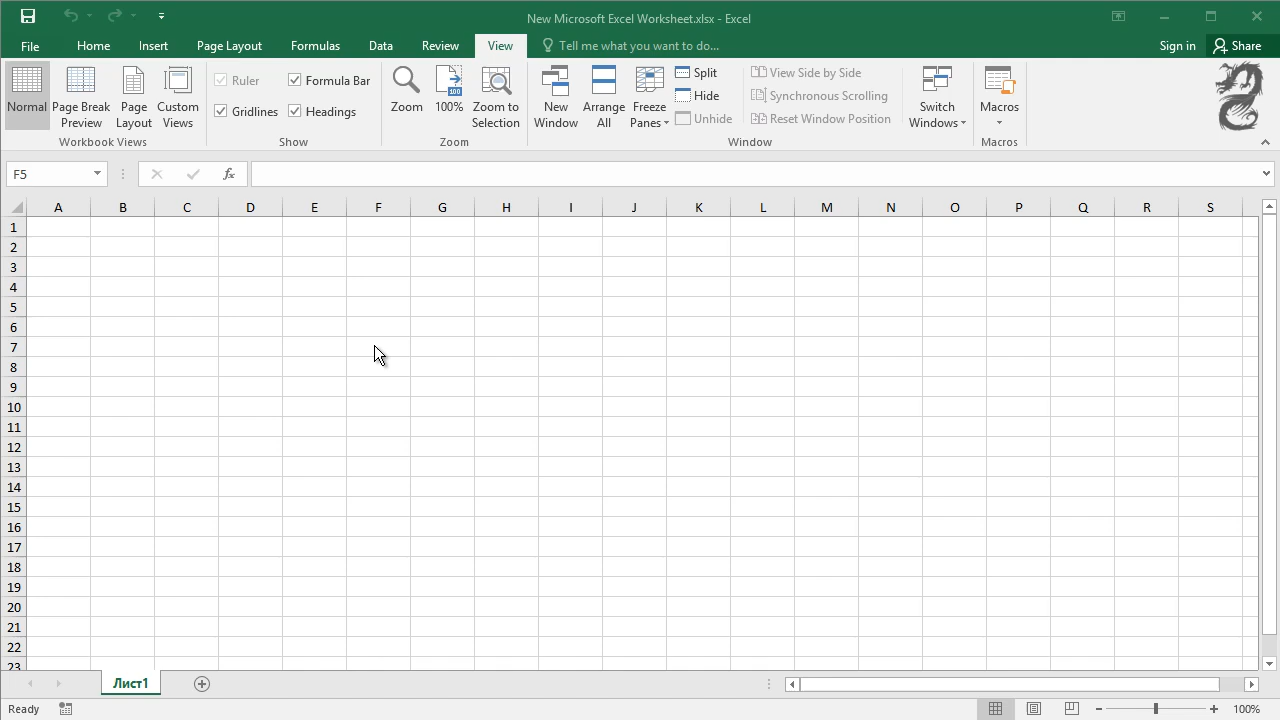 New Microsoft Excel Worksheet.xlsx - Excel
File Home Insert Page Layout Formulas Data Review View Tell me what you want to do... Sign in Share
Normal
Page Break Preview
Page Layout
Custom Views
Workbook Views
Ruler
Formula Bar
Gridlines
Headings
Show
Zoom
100
100%
Zoom to Selection
Zoom
New Window
Arrange All
Freeze Panes
Split
Hide
Unhide
View Side by Side
Synchronous Scrolling
Reset Window Position
Window
Switch Windows
Macros
Macros
F5
fx
A B C D E F G H I J K L M N O P Q R S
1
2
3
4
5
6
7
8
9
10
11
12
13
14
15
16
17
18
19
20
21
22
23
Лист1
Ready
100%